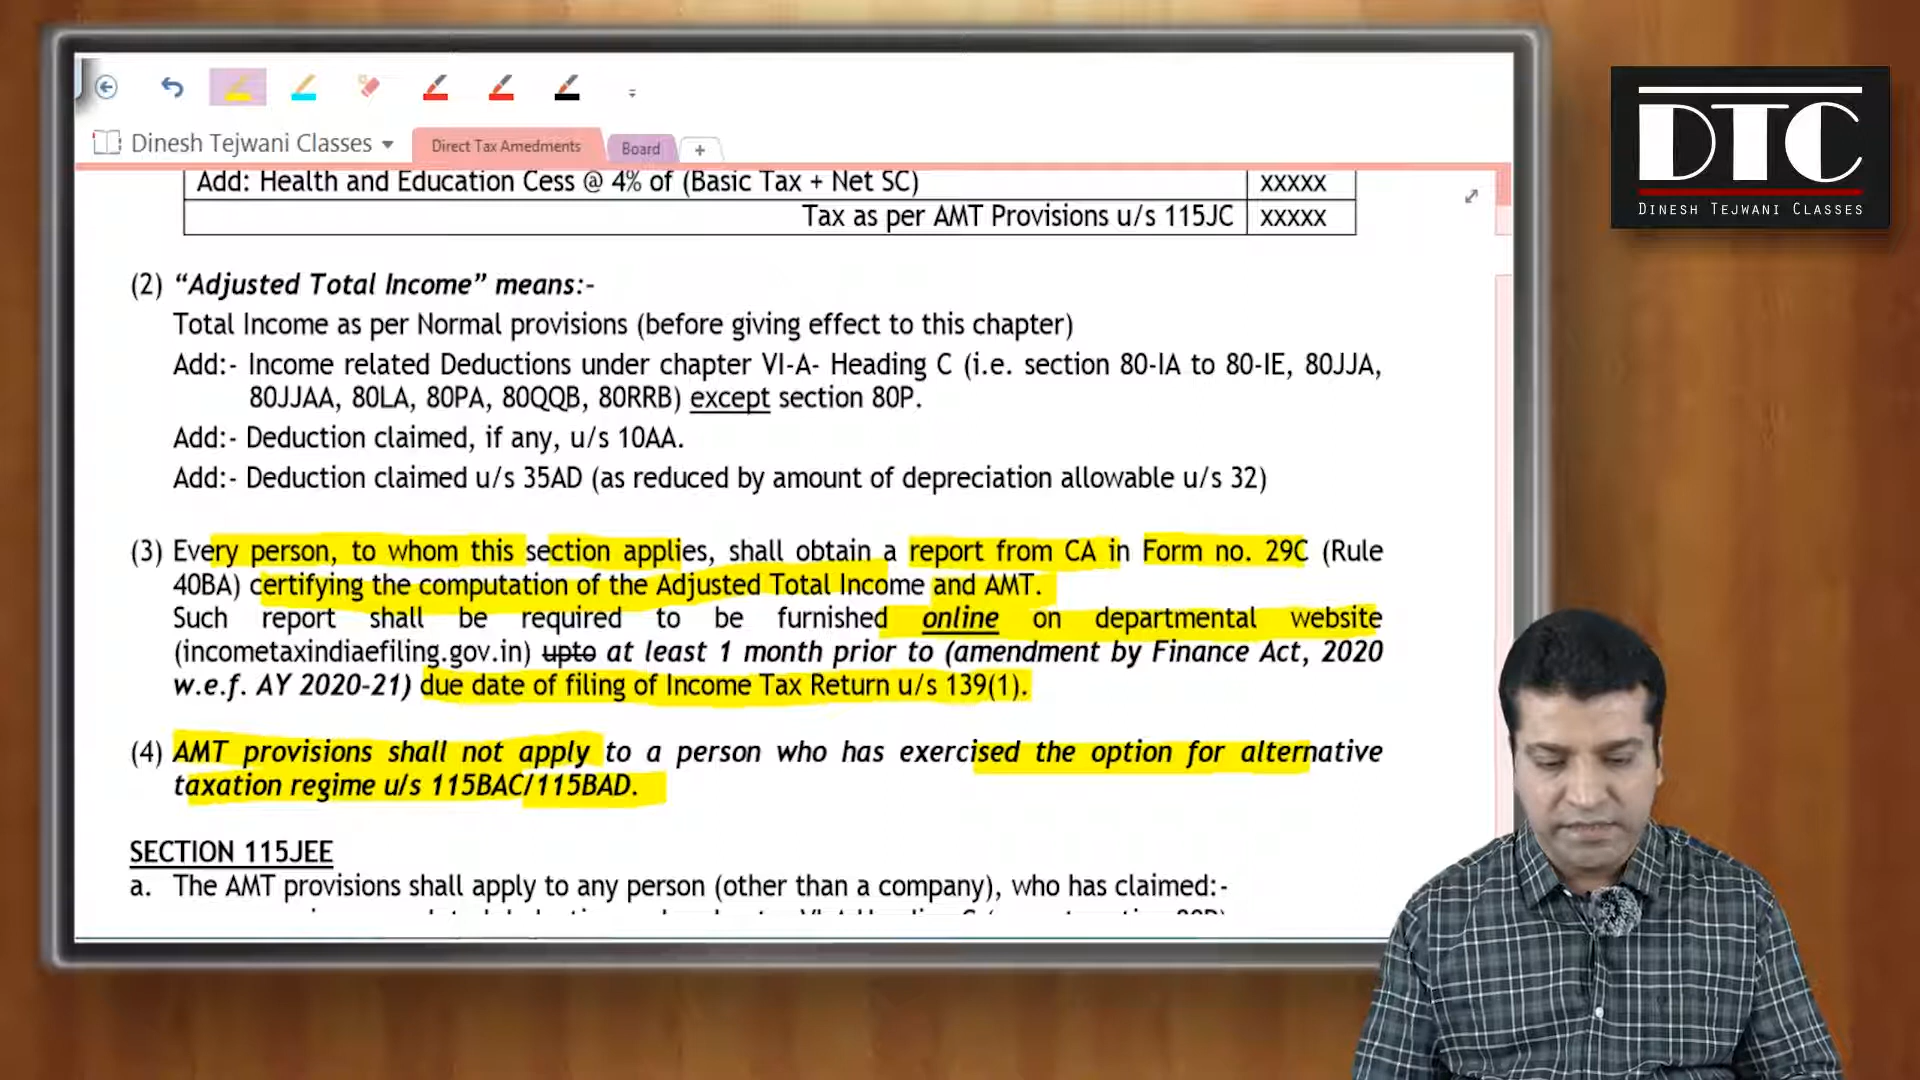 Dinesh Tejwani Classes
Direct Tax Amedments
Board
+
DTC
DINESH TEJWANI CLASSES
Add: Health and Education Cess @ 4% of (Basic Tax + Net SC) xxxxx
Tax as per AMT Provisions u/s 115JC xxxxx
(2) “Adjusted Total Income” means:-
Total Income as per Normal provisions (before giving effect to this chapter)
Add:- Income related Deductions under chapter VI-A- Heading C (i.e. section 80-IA to 80-IE, 80JJA,
80JJAA, 80LA, 80PA, 80QQB, 80RRB) except section 80P.
Add:- Deduction claimed, if any, u/s 10AA.
Add:- Deduction claimed u/s 35AD (as reduced by amount of depreciation allowable u/s 32)
(3) Every person, to whom this section applies, shall obtain a report from CA in Form no. 29C (Rule
40BA) certifying the computation of the Adjusted Total Income and AMT.
Such report shall be required to be furnished online on departmental website
(incometaxindiaefiling.gov.in) upto at least 1 month prior to (amendment by Finance Act, 2020
w.e.f. AY 2020-21) due date of filing of Income Tax Return u/s 139(1).
(4) AMT provisions shall not apply to a person who has exercised the option for alternative
taxation regime u/s 115BAC/115BAD.
SECTION 115JEE
a. The AMT provisions shall apply to any person (other than a company), who has claimed:-